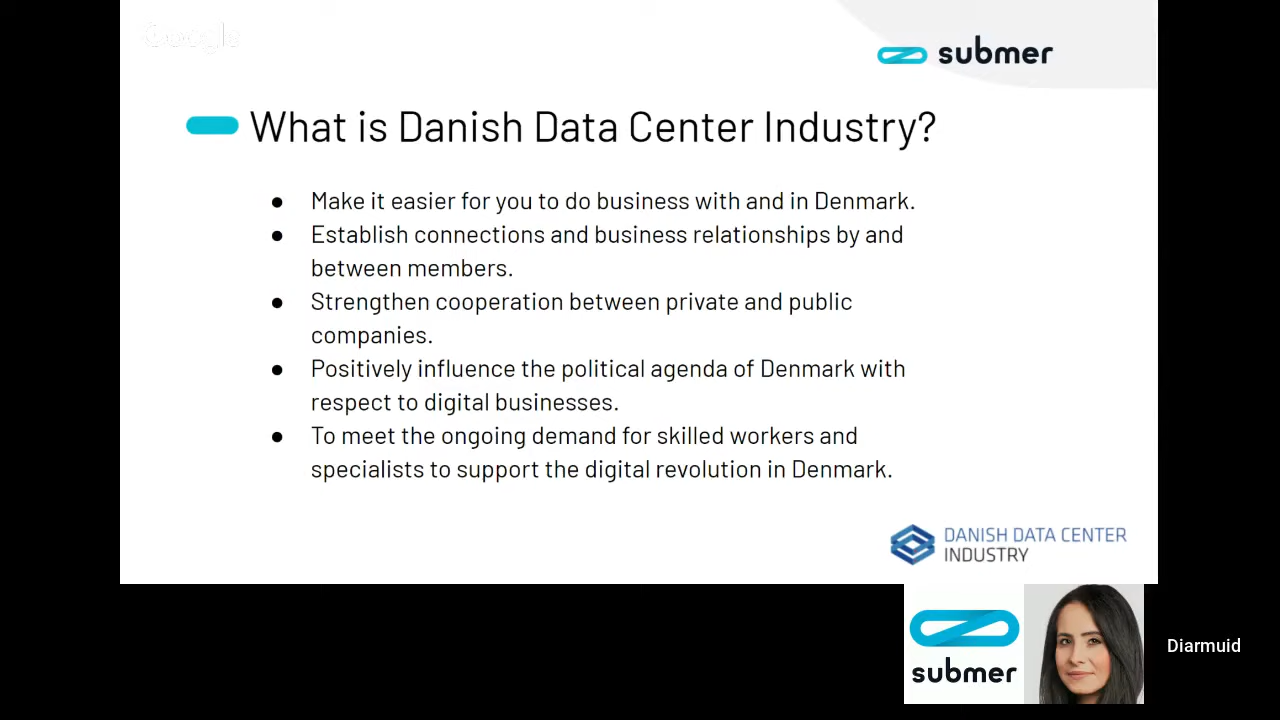 Google
submer
What is Danish Data Center Industry?
● Make it easier for you to do business with and in Denmark.
● Establish connections and business relationships by and
between members.
● Strengthen cooperation between private and public
companies.
● Positively influence the political agenda of Denmark with
respect to digital businesses.
● To meet the ongoing demand for skilled workers and
specialists to support the digital revolution in Denmark.
DANISH DATA CENTER
INDUSTRY
submer
Diarmuid